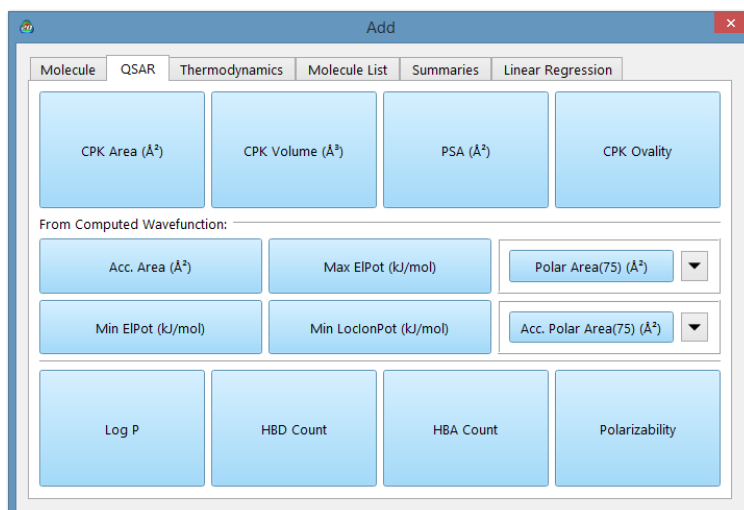 Add
Molecule QSAR Thermodynamics Molecule List Summaries Linear Regression
CPK Area (Å²) CPK Volume (Å³) PSA (Å²) CPK Ovality
From Computed Wavefunction:
Acc. Area (Å²) Max ElPot (kJ/mol) Polar Area(75) (Å²)
Min ElPot (kJ/mol) Min LocIonPot (kJ/mol) Acc. Polar Area(75) (Å²)
Log P HBD Count HBA Count Polarizability